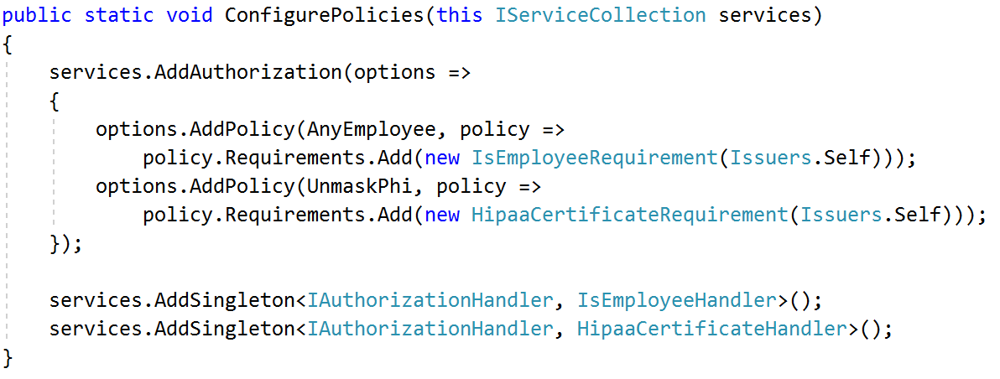 public static void ConfigurePolicies(this IServiceCollection services)
{
    services.AddAuthorization(options =>
    {
        options.AddPolicy(AnyEmployee, policy =>
            policy.Requirements.Add(new IsEmployeeRequirement(Issuers.Self)));
        options.AddPolicy(UnmaskPhi, policy =>
            policy.Requirements.Add(new HipaaCertificateRequirement(Issuers.Self)));
    });

    services.AddSingleton<IAuthorizationHandler, IsEmployeeHandler>();
    services.AddSingleton<IAuthorizationHandler, HipaaCertificateHandler>();
}